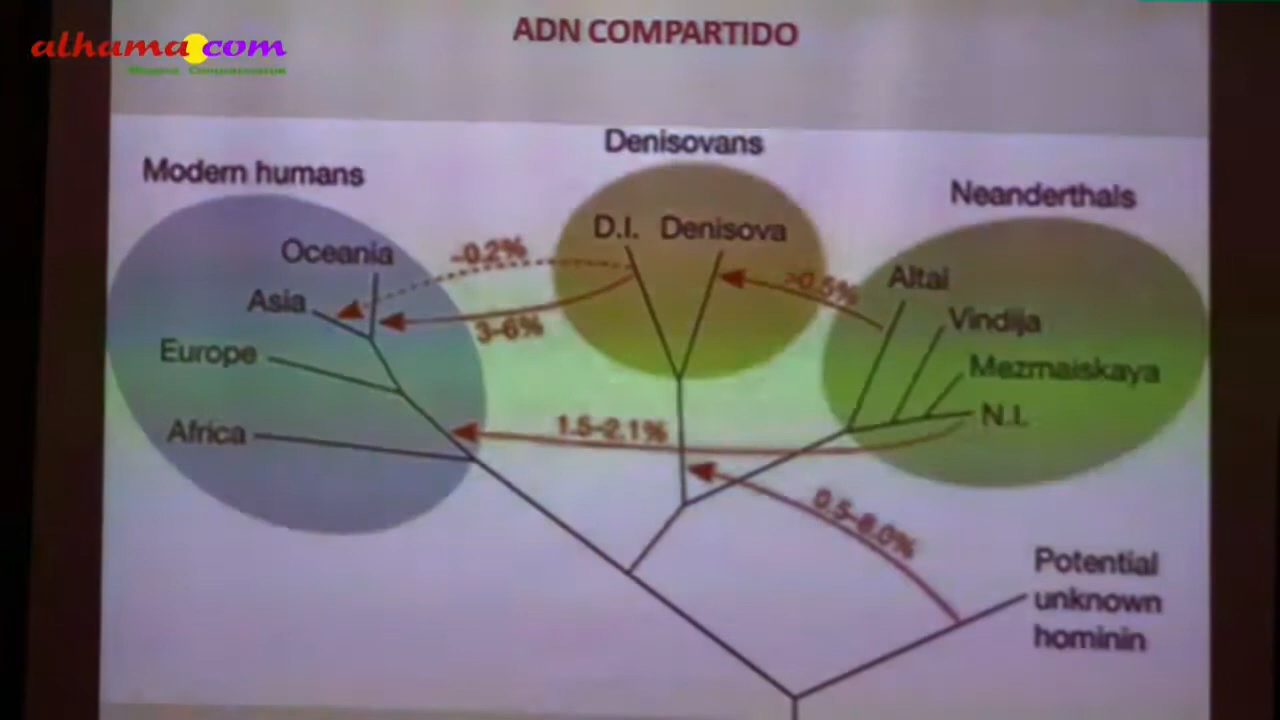 alhama.com
ADN COMPARTIDO
Denisovans
Modern humans
Neanderthals
D.I.
Denisova
Oceania
~0.2%
>0.5%
Altai
Asia
3–6%
Vindija
Europe
Mezmaiskaya
1.5–2.1%
N.I.
Africa
0.5–8.0%
Potential
unknown
hominin